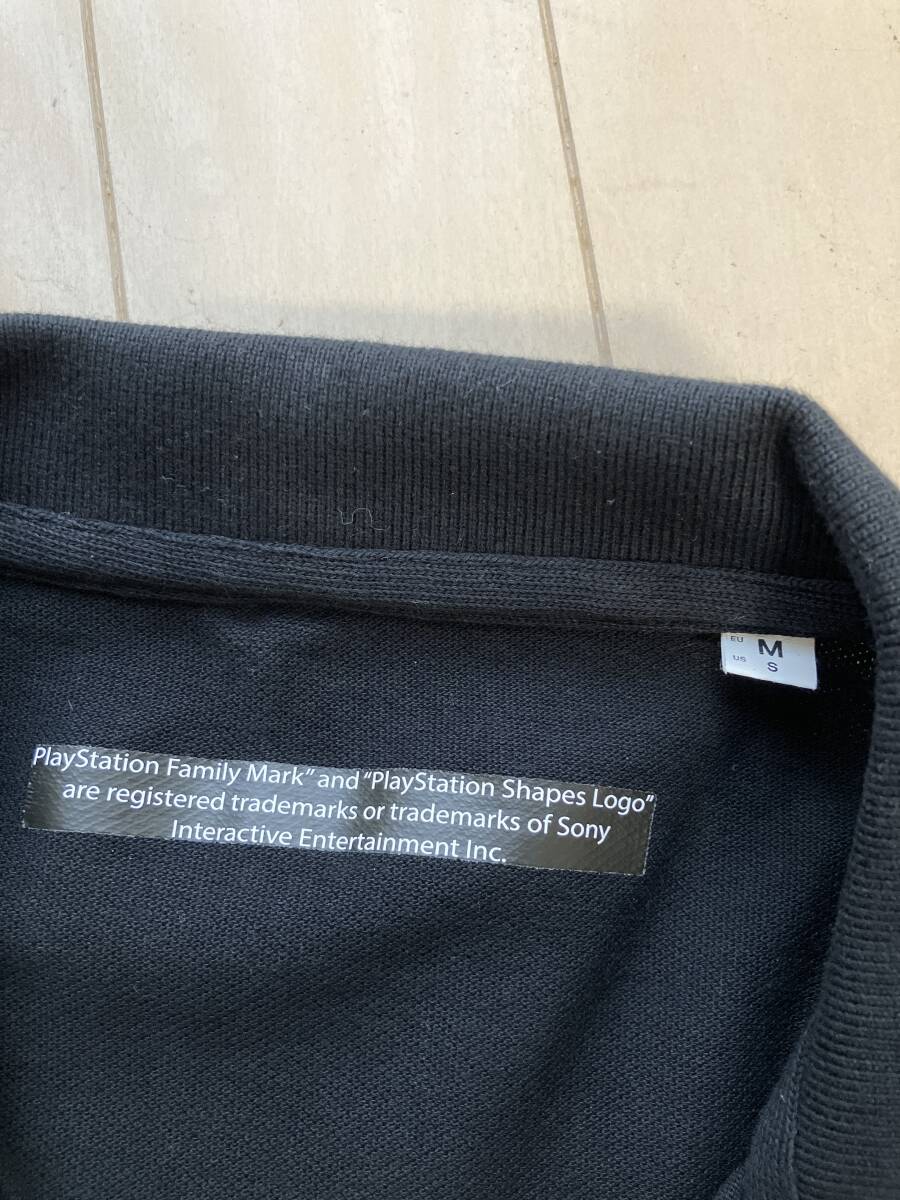 EU M
US S
PlayStation Family Mark” and “PlayStation Shapes Logo”
are registered trademarks or trademarks of Sony
Interactive Entertainment Inc.